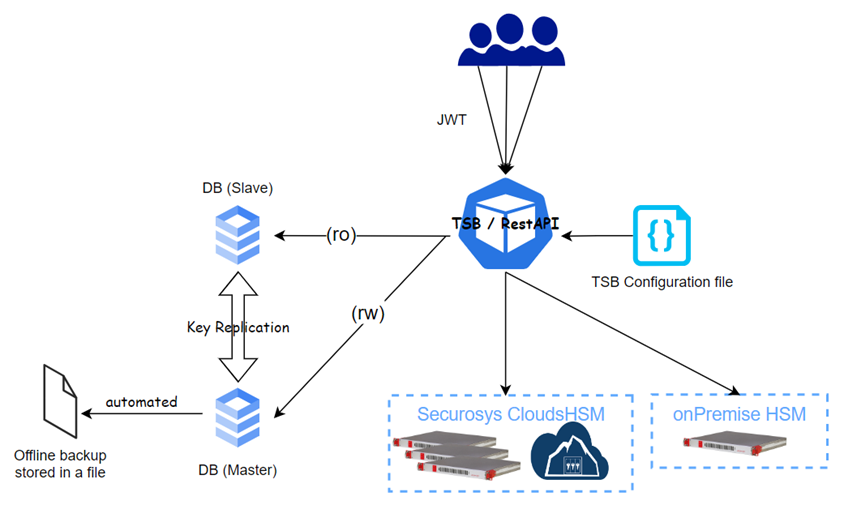 JWT
DB (Slave)
TSB / RestAPI
(ro)
TSB Configuration file
(rw)
Key Replication
automated
Securosys CloudsHSM
onPremise HSM
Offline backup
stored in a file
DB (Master)